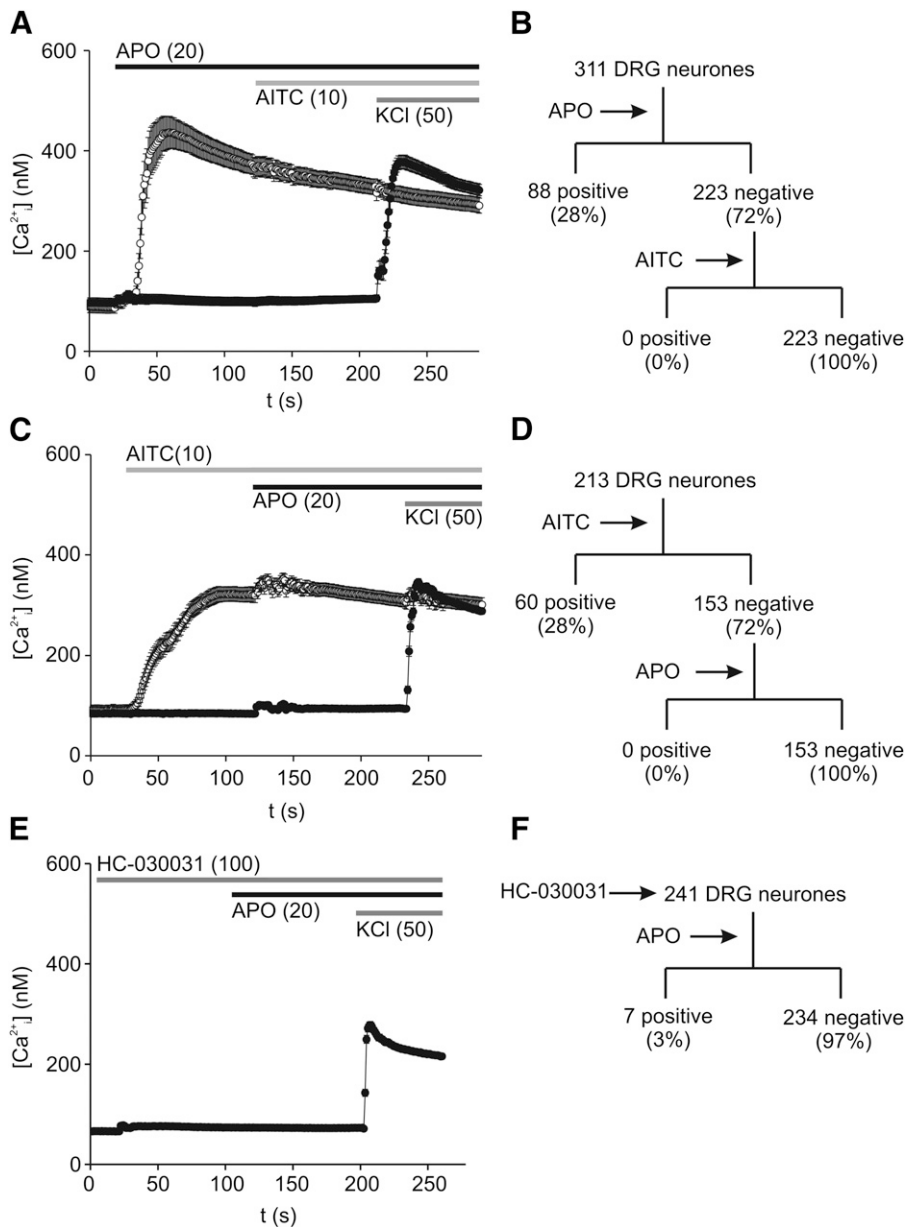 A
600
400
200
0
[Ca²⁺ᵢ] (nM)
APO (20)
AITC (10)
KCl (50)
0 50 100 150 200 250
t (s)
B
311 DRG neurones
APO
88 positive
(28%)
223 negative
(72%)
AITC
0 positive
(0%)
223 negative
(100%)
C
600
400
200
0
[Ca²⁺ᵢ] (nM)
AITC(10)
APO (20)
KCl (50)
0 50 100 150 200 250
t (s)
D
213 DRG neurones
AITC
60 positive
(28%)
153 negative
(72%)
APO
0 positive
(0%)
153 negative
(100%)
E
600
400
200
0
[Ca²⁺ᵢ] (nM)
HC-030031 (100)
APO (20)
KCl (50)
0 50 100 150 200 250
t (s)
F
HC-030031
241 DRG neurones
APO
7 positive
(3%)
234 negative
(97%)